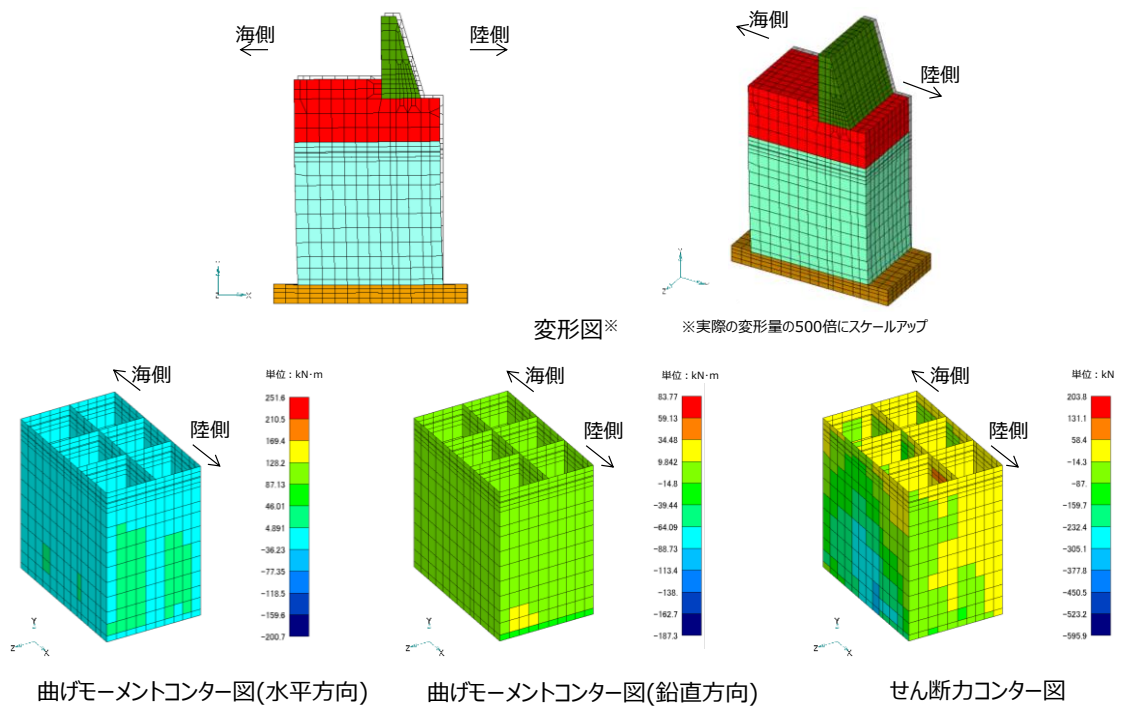 海側
陸側
海側
陸側
Y
Z
X
Y
Z
変形図※
※実際の変形量の500倍にスケールアップ
海側
陸側
単位：kN·m
251.6
210.5
169.4
128.2
87.13
46.01
4.891
-36.23
-77.35
-118.5
-159.6
-200.7
Y
Z
X
海側
陸側
単位：kN·m
83.77
59.13
34.48
9.842
-14.8
-39.44
-64.09
-88.73
-113.4
-138.
-162.7
-187.3
Y
Z
X
海側
陸側
単位：kN
203.8
131.1
58.4
-14.3
-87.
-159.7
-232.4
-305.1
-377.8
-450.5
-523.2
-595.9
Y
Z
X
曲げモーメントコンター図(水平方向)
曲げモーメントコンター図(鉛直方向)
せん断力コンター図